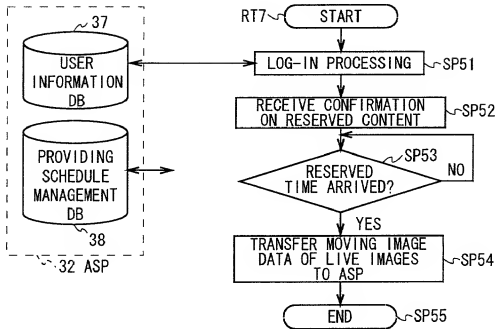 37
USER
INFORMATION
DB
PROVIDING
SCHEDULE
MANAGEMENT
DB
38
32 ASP
RT7
START
LOG-IN PROCESSING
SP51
RECEIVE CONFIRMATION
ON RESERVED CONTENT
SP52
SP53
RESERVED
TIME ARRIVED?
NO
YES
TRANSFER MOVING IMAGE
DATA OF LIVE IMAGES
TO ASP
SP54
END
SP55